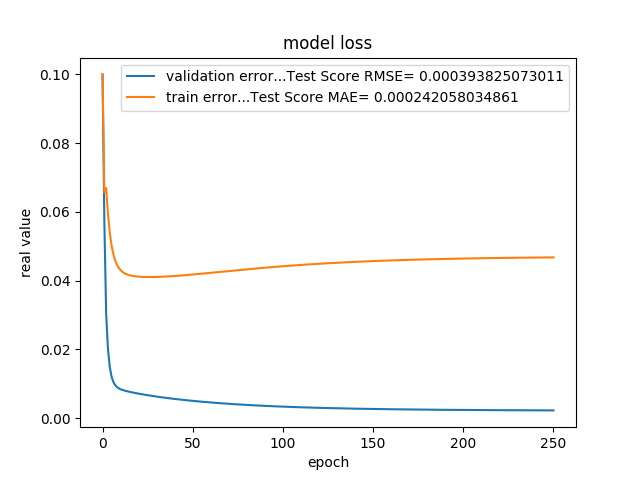 model loss
validation error...Test Score RMSE= 0.000393825073011
train error...Test Score MAE= 0.000242058034861
real value
0.10
0.08
0.06
0.04
0.02
0.00
0 50 100 150 200 250
epoch